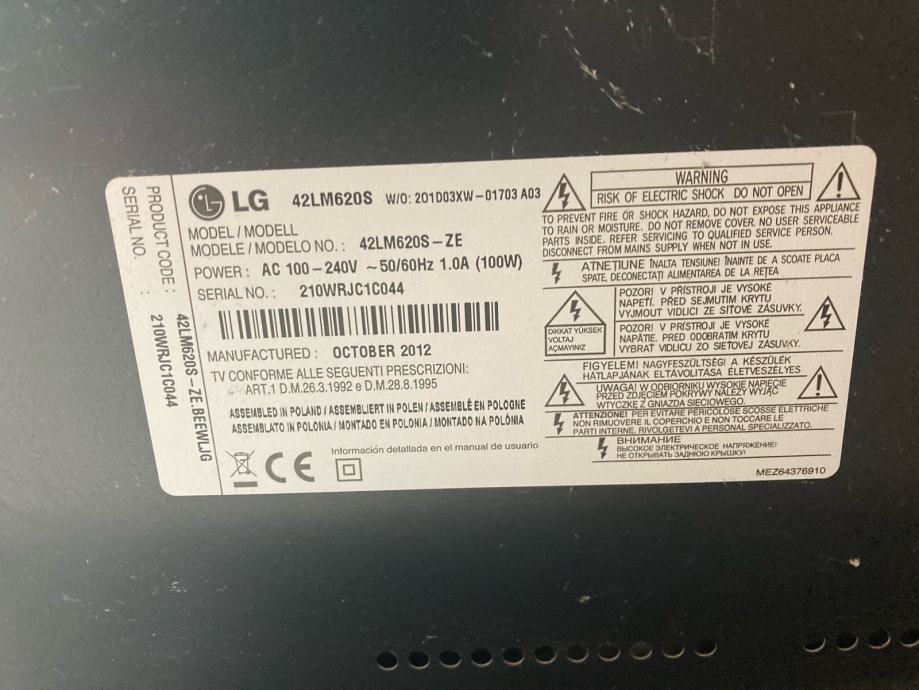 LG 42LM620S W/O: 201D03XW-01703 A03
MODEL / MODELL
MODELE / MODELO NO. : 42LM620S-ZE
POWER : AC 100-240V ~50/60Hz 1.0A (100W)
SERIAL NO. : 210WRJC1C044
MANUFACTURED : OCTOBER 2012
TV CONFORME ALLE SEGUENTI PRESCRIZIONI:
ART.1 D.M.26.3.1992 e D.M.28.8.1995
ASSEMBLED IN POLAND / ASSEMBLIERT IN POLEN / ASSEMBLÉ EN POLOGNE
ASSEMBLATO IN POLONIA / MONTADO EN POLONIA / MONTADO NA POLÔNIA
Información detallada en el manual de usuario
CE
PRODUCT CODE : 42LM620S-ZE.BEEWLJG
SERIAL NO. : 210WRJC1C044
WARNING
RISK OF ELECTRIC SHOCK DO NOT OPEN
TO PREVENT FIRE OR SHOCK HAZARD, DO NOT EXPOSE THIS APPLIANCE
TO RAIN OR MOISTURE. DO NOT REMOVE COVER. NO USER SERVICEABLE
PARTS INSIDE. REFER SERVICING TO QUALIFIED SERVICE PERSON.
DISCONNECT FROM MAINS SUPPLY WHEN NOT IN USE.
ATNEŢIUNE ÎNALTA TENSIUNE! ÎNAINTE DE A SCOATE PLACA
SPATE, DECONECTAŢI ALIMENTAREA DE LA REŢEA
DIKKAT YÜKSEK
VOLTAJ
AÇMAYINIZ
POZOR! V PŘÍSTROJI JE VYSOKÉ
NAPĚTÍ. PŘED SEJMUTIM KRYTU
VYJMOUT VIDLICI ZE SÍŤOVÉ ZÁSUVKY.
POZOR! V PRÍSTROJI JE VYSOKÉ
NAPÄTIE. PRED ODOBRATIM KRYTU
VYBRAŤ VIDLICU ZO SIEŤOVEJ ZÁSUVKY.
FIGYELEM! NAGYFESZÜLTSÉG! A KÉSZÜLÉK
HÁTLAPJÁNAK ELTÁVOLÍTÁSA ÉLETVESZÉLYES
UWAGA! W ODBIORNIKU WYSOKIE NAPIĘCIE
PRZED ZDJĘCIEM POKRYWY NALEŻY WYJĄĆ
WTYCZKĘ Z GNIAZDA SIECIOWEGO.
ATTENZIONE! PER EVITARE PERICOLOSE SCOSSE ELETTRICHE
NON RIMUOVERE IL COPERCHIO E NON TOCCARE LE
PARTI INTERNE, RIVOLGETEVI A PERSONAL SPECIALIZZATO.
ВНИМАНИЕ
ВЫСОКОЕ ЭЛЕКТРИЧЕСКОЕ НАПРЯЖЕНИЕ!
НЕ ОТКРЫВАТЬ ЗАДНЮЮ КРЫШКУ!
MEZ64376910